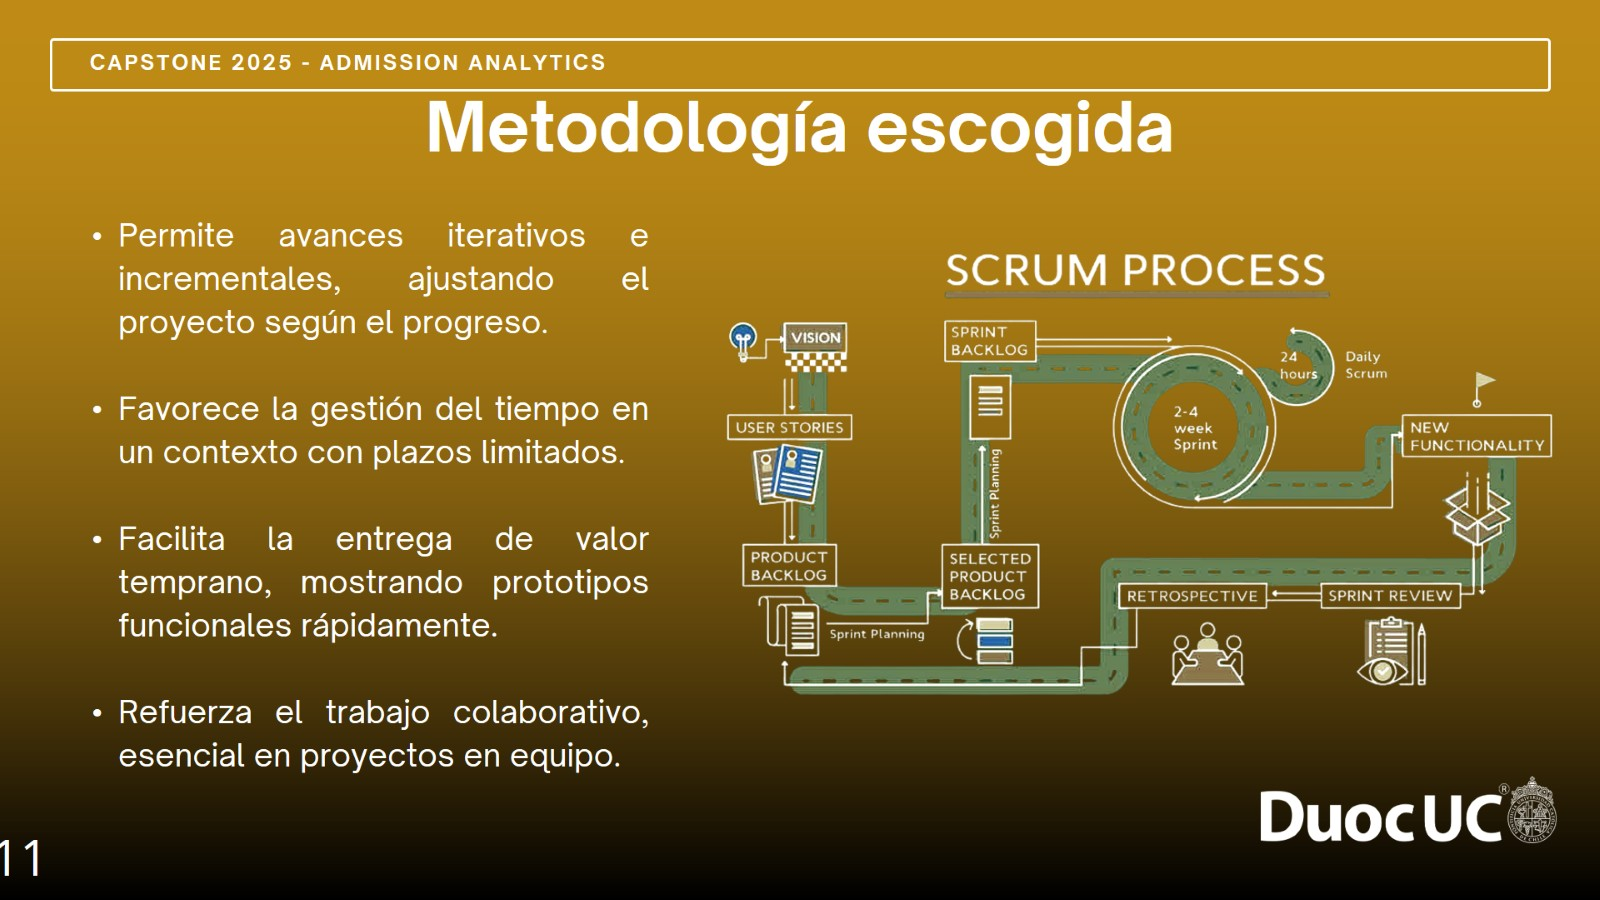 CAPSTONE 2025 - ADMISSION ANALYTICS
Metodología escogida
• Permite avances iterativos e
incrementales, ajustando el
proyecto según el progreso.
• Favorece la gestión del tiempo en
un contexto con plazos limitados.
• Facilita la entrega de valor
temprano, mostrando prototipos
funcionales rápidamente.
• Refuerza el trabajo colaborativo,
esencial en proyectos en equipo.
SCRUM PROCESS
VISION
USER STORIES
PRODUCT
BACKLOG
Sprint Planning
SELECTED
PRODUCT
BACKLOG
Sprint Planning
SPRINT
BACKLOG
2-4
week
Sprint
24
hours
Daily
Scrum
NEW
FUNCTIONALITY
SPRINT REVIEW
RETROSPECTIVE
Duoc UC®
11